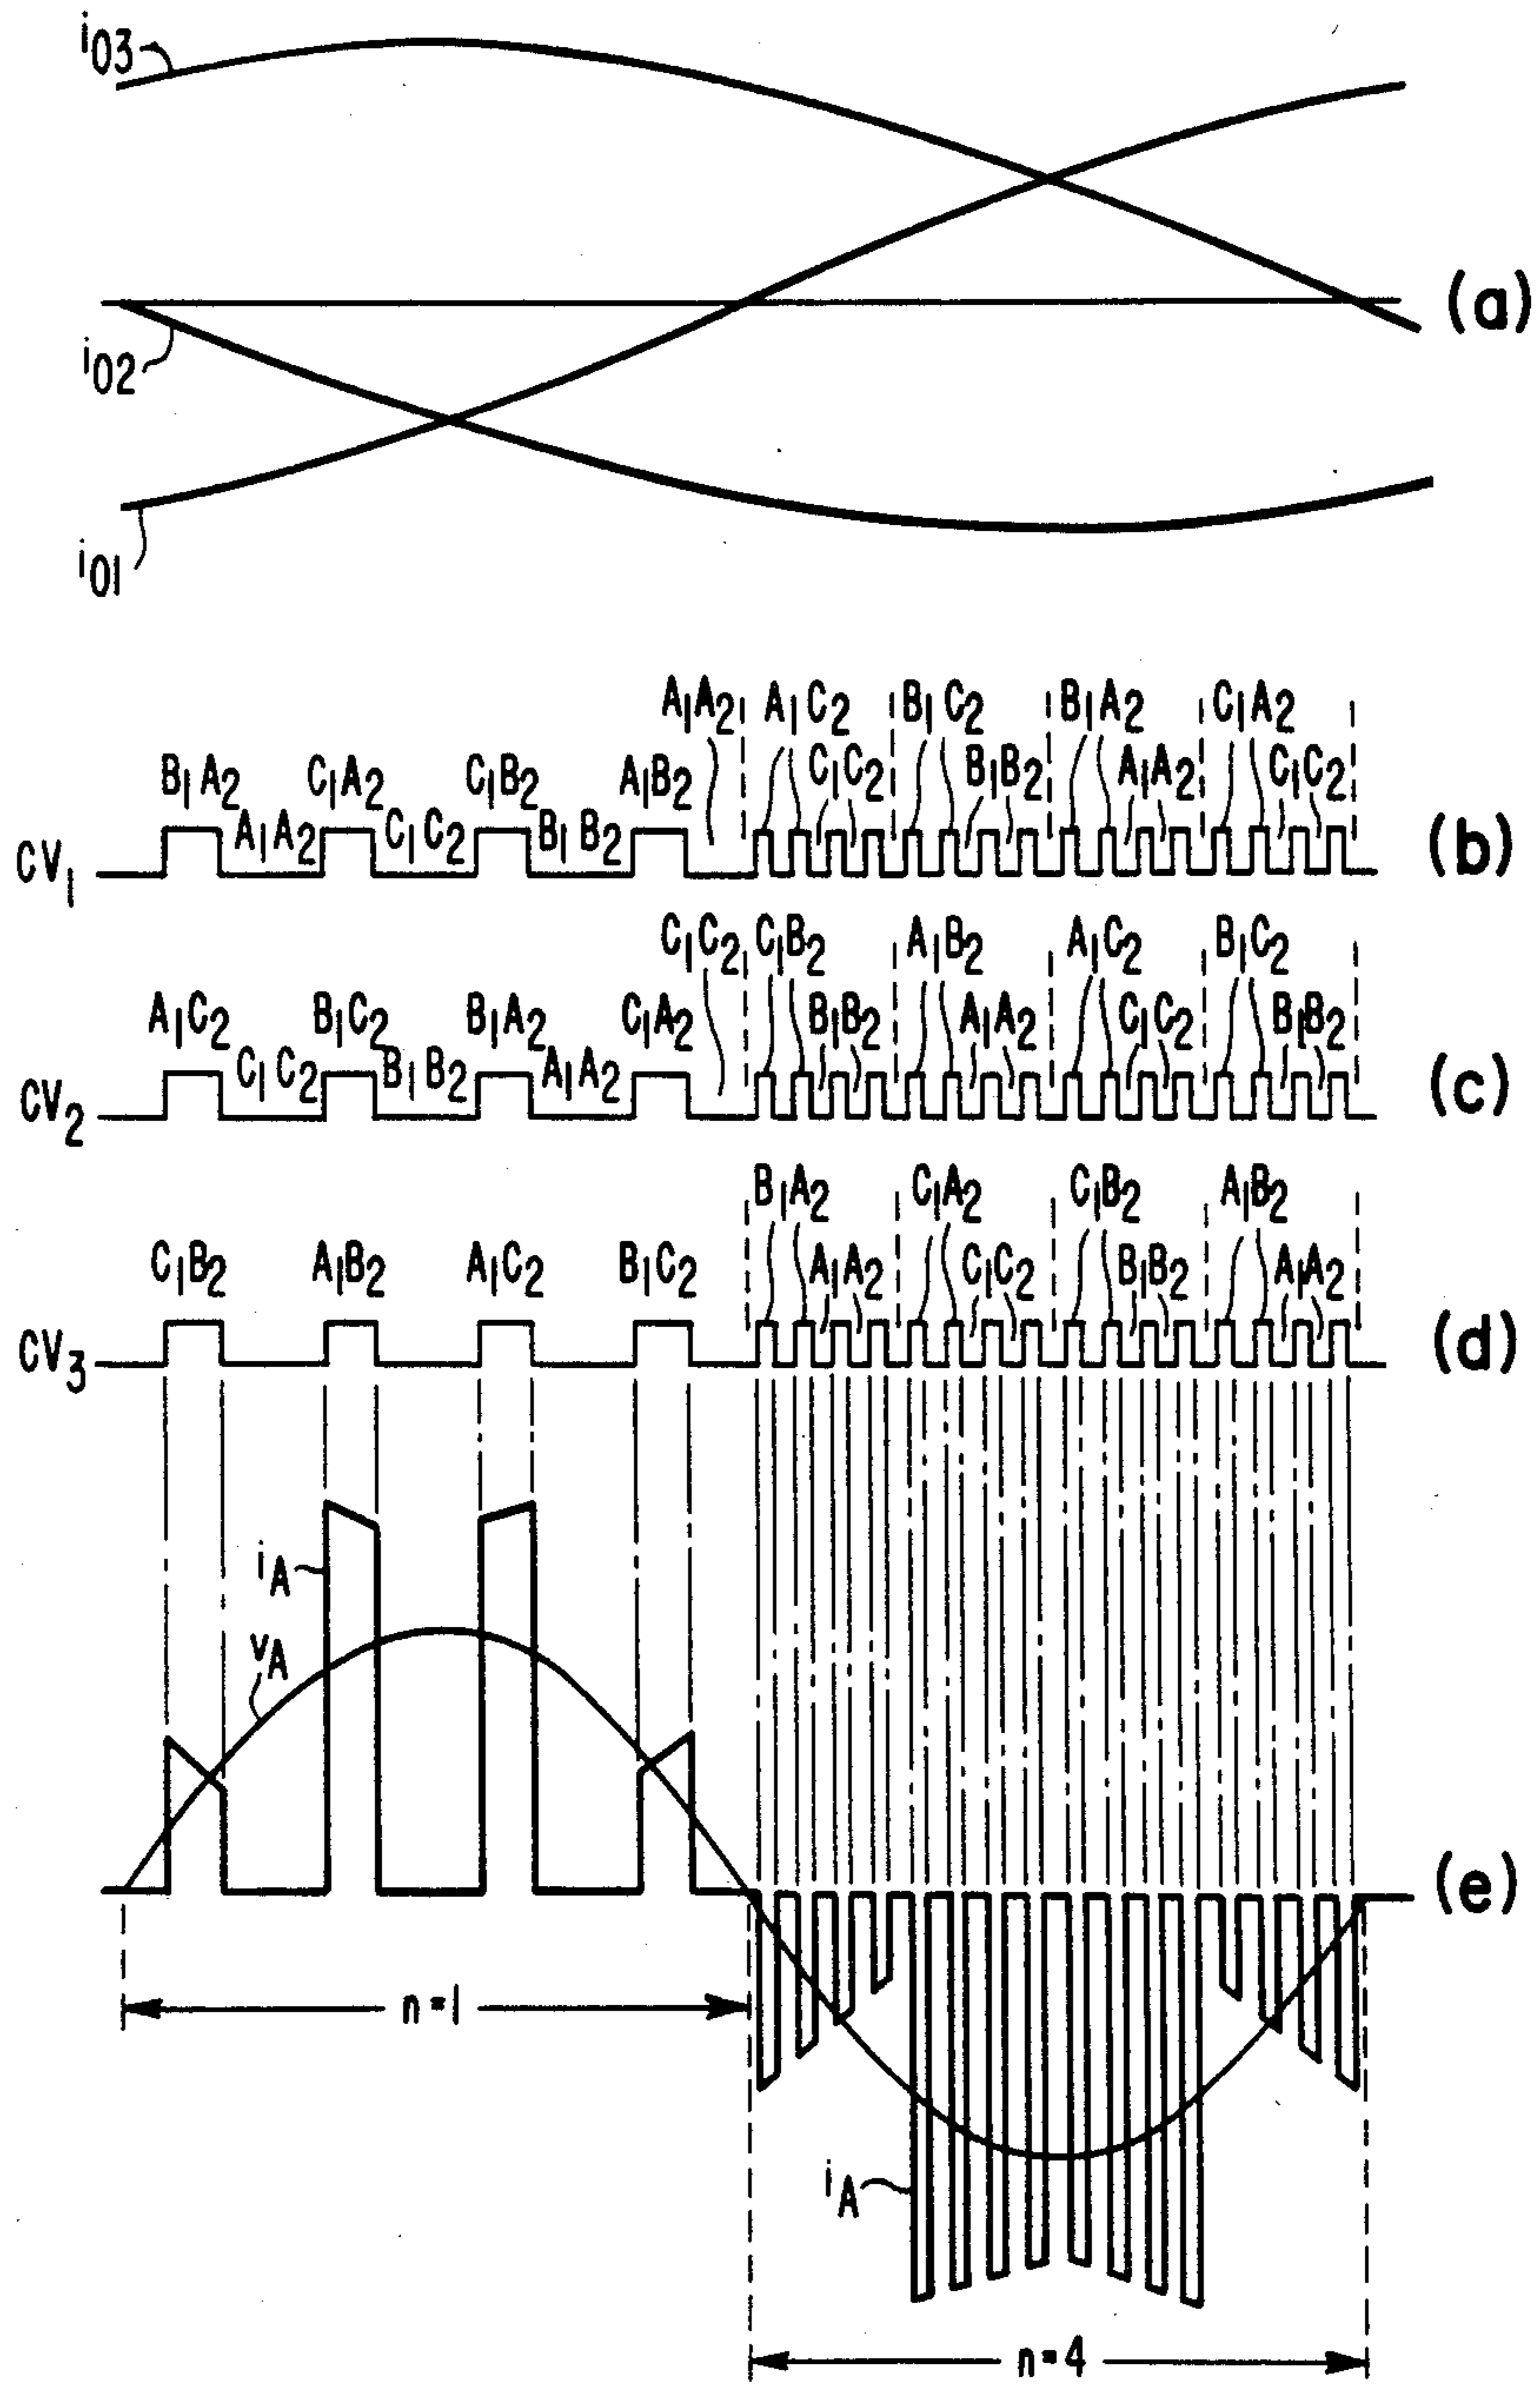 i03
(a)
i02
i01
A1A2 A1C2 B1C2 B1A2 C1A2
B1A2 C1A2 C1B2 A1B2 C1C2 B1B2 A1A2 C1C2
A1A2 C1C2 B1B2
CV1 (b)
C1C2 C1B2 A1B2 A1C2 B1C2
A1C2 B1C2 B1A2 C1A2 B1B2 A1A2 C1C2 B1B2
C1C2 B1B2 A1A2
CV2 (c)
B1A2 C1A2 C1B2 A1B2
C1B2 A1B2 A1C2 B1C2 A1A2 C1C2 B1B2 A1A2
CV3 (d)
iA
vA
(e)
n=1
iA
n=4